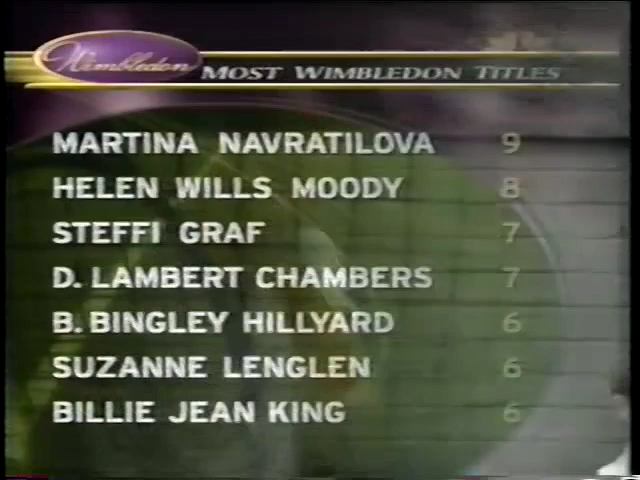 Wimbledon MOST WIMBLEDON TITLES
MARTINA NAVRATILOVA 9
HELEN WILLS MOODY 8
STEFFI GRAF 7
D. LAMBERT CHAMBERS 7
B. BINGLEY HILLYARD 6
SUZANNE LENGLEN 6
BILLIE JEAN KING 6